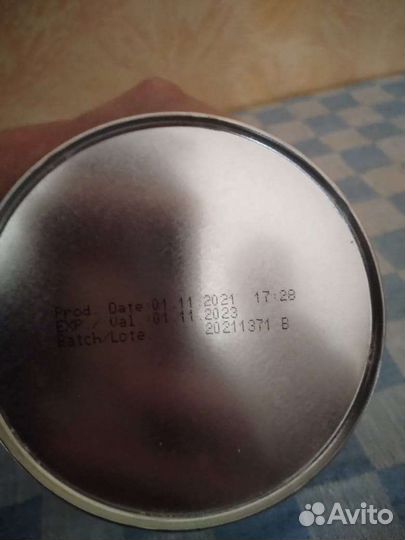 Prod. Date:01.11.2021 17:28
EXP / Val :01.11.2023
Batch/Lote. 20211371 B
Avito